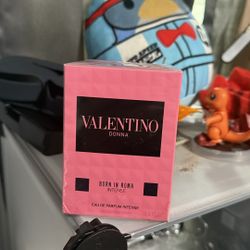 VALENTINO
DONNA
BORN IN ROMA
INTENSE
EAU DE PARFUM INTENSE